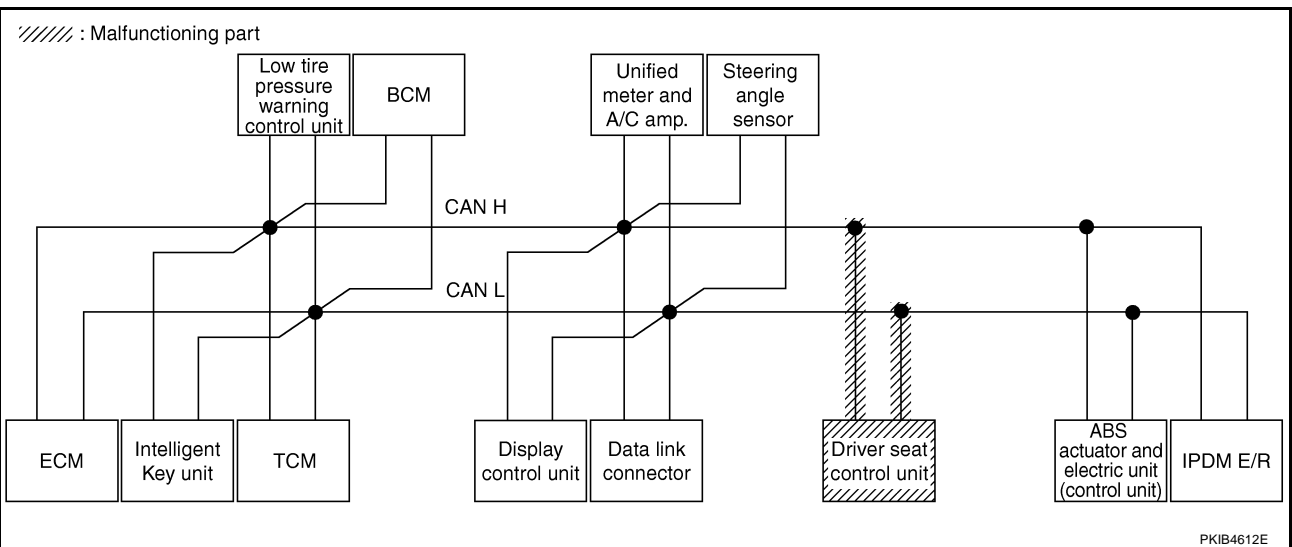 : Malfunctioning part
Low tire
pressure
warning
control unit
BCM
Unified
meter and
A/C amp.
Steering
angle
sensor
CAN H
CAN L
ECM
Intelligent
Key unit
TCM
Display
control unit
Data link
connector
Driver seat
control unit
ABS
actuator and
electric unit
(control unit)
IPDM E/R
PKIB4612E